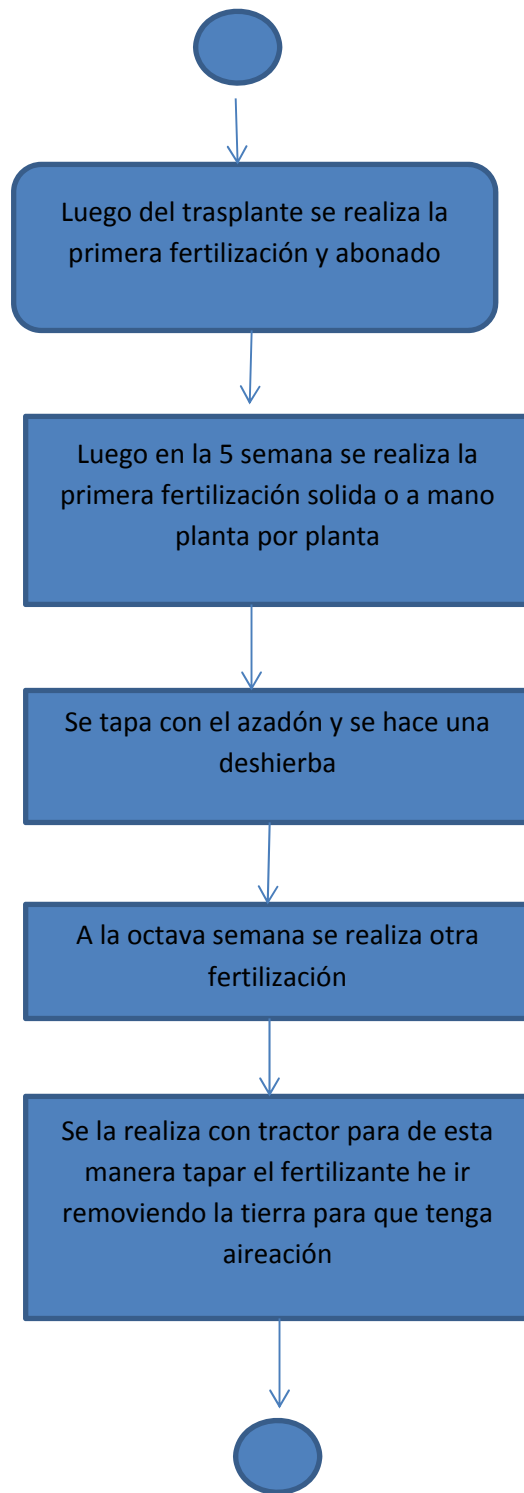 Luego del trasplante se realiza la
primera fertilización y abonado
Luego en la 5 semana se realiza la
primera fertilización solida o a mano
planta por planta
Se tapa con el azadón y se hace una
deshierba
A la octava semana se realiza otra
fertilización
Se la realiza con tractor para de esta
manera tapar el fertilizante he ir
removiendo la tierra para que tenga
aireación